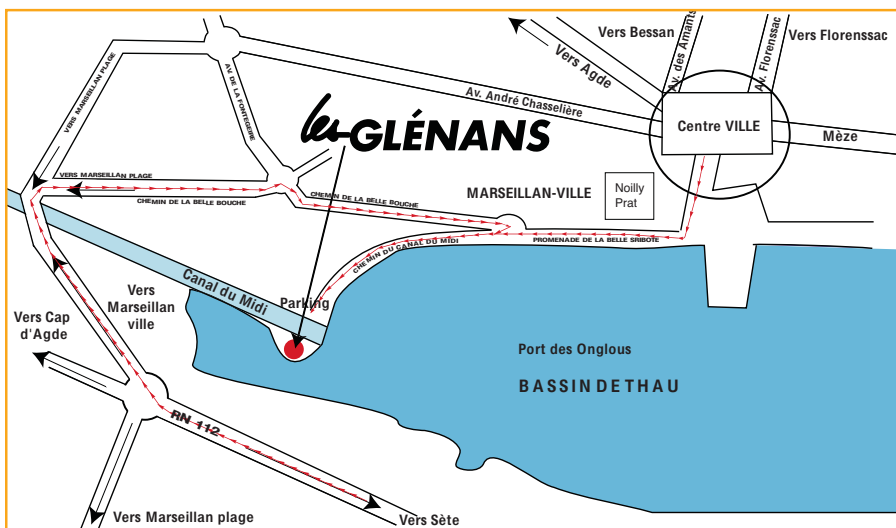 Vers Bessan
Av. des Amants
Av. Florenssac
Vers Florenssac
Vers Agde
Av. André Chasselière
Centre VILLE
Mèze
VERS MARSEILLAN PLAGE
AV. DE LA FONTEGERE
les GLÉNANS
VERS MARSEILLAN PLAGE
CHEMIN DE LA BELLE BOUCHE
CHEMIN DE LA BELLE BOUCHE
MARSEILLAN-VILLE
Noilly
Prat
CHEMIN DU CANAL DU MIDI
PROMENADE DE LA BELLE SRIBOTE
Canal du Midi
Parking
Vers
Marseillan
ville
Vers Cap
d'Agde
Port des Onglous
BASSIN DE THAU
RN 112
Vers Marseillan plage
Vers Sète